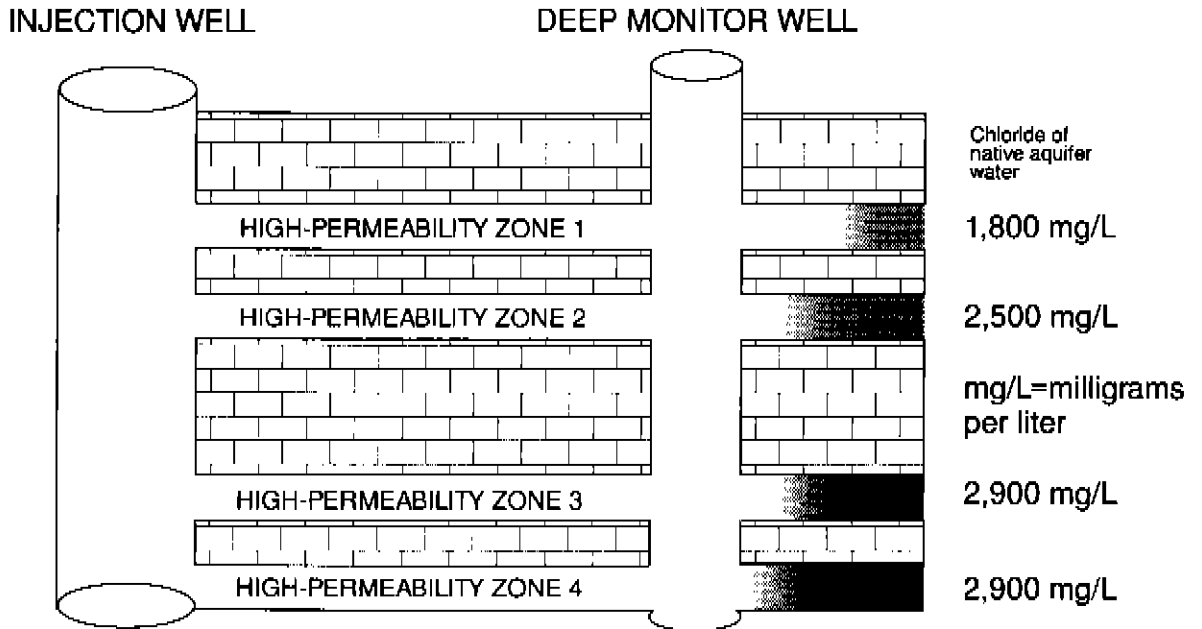 INJECTION WELL
DEEP MONITOR WELL
Chloride of
native aquifer
water
HIGH-PERMEABILITY ZONE 1
1,800 mg/L
HIGH-PERMEABILITY ZONE 2
2,500 mg/L
mg/L=milligrams
per liter
HIGH-PERMEABILITY ZONE 3
2,900 mg/L
HIGH-PERMEABILITY ZONE 4
2,900 mg/L